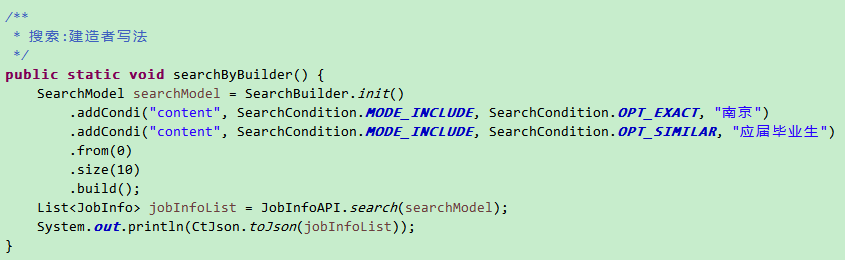 /**
 * 搜索:建造者写法
 */
public static void searchByBuilder() {
    SearchModel searchModel = SearchBuilder.init()
        .addCondi("content", SearchCondition.MODE_INCLUDE, SearchCondition.OPT_EXACT, "南京")
        .addCondi("content", SearchCondition.MODE_INCLUDE, SearchCondition.OPT_SIMILAR, "应届毕业生")
        .from(0)
        .size(10)
        .build();
    List<JobInfo> jobInfoList = JobInfoAPI.search(searchModel);
    System.out.println(CtJson.toJson(jobInfoList));
}